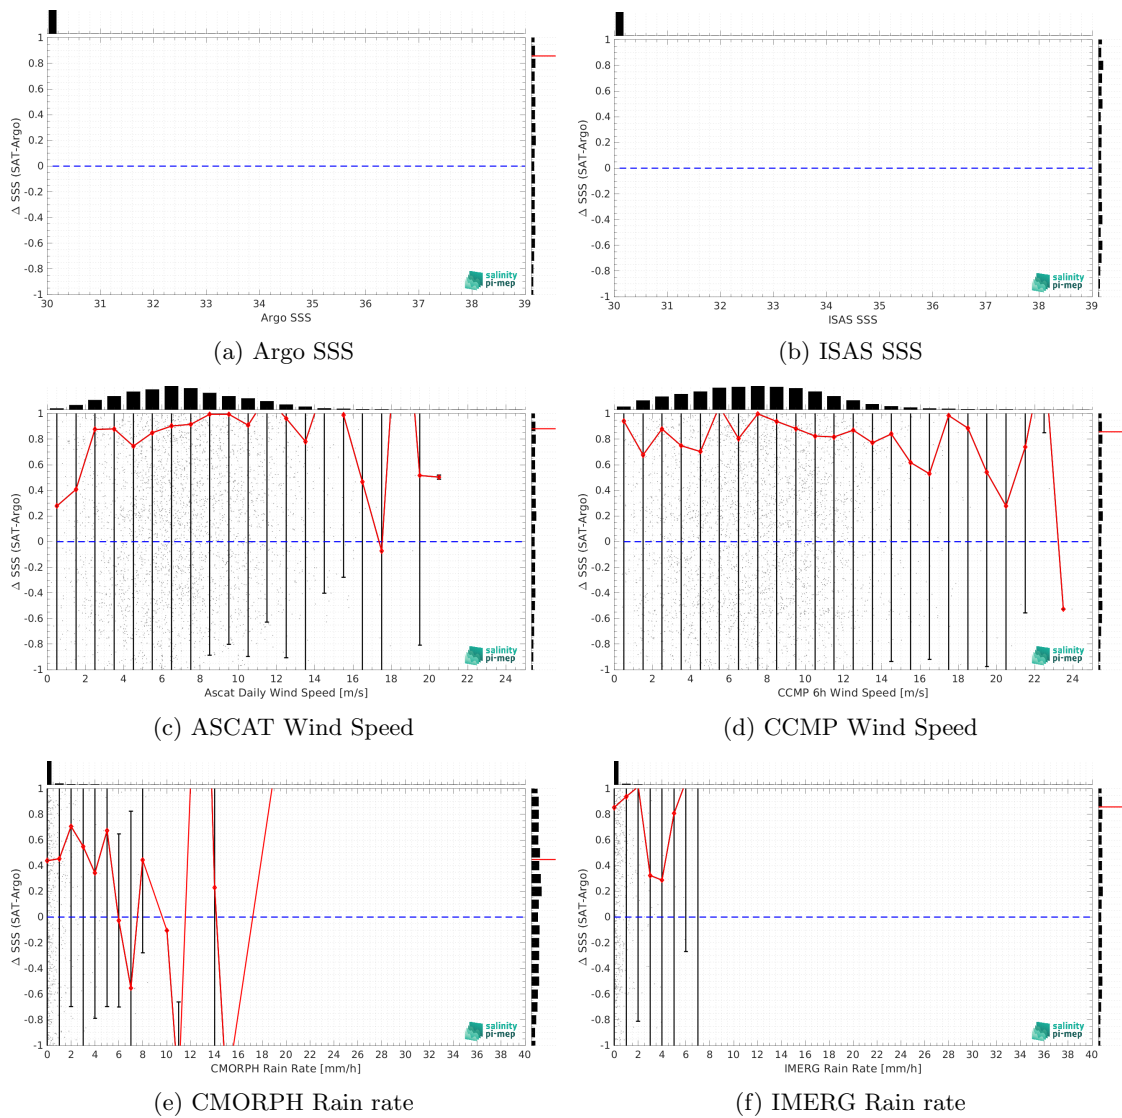 1
0.8
0.6
0.4
0.2
0
-0.2
-0.4
-0.6
-0.8
-1
Δ SSS (SAT-Argo)
30 31 32 33 34 35 36 37 38 39
Argo SSS
salinity
pi-mep
(a) Argo SSS
1
0.8
0.6
0.4
0.2
0
-0.2
-0.4
-0.6
-0.8
-1
Δ SSS (SAT-Argo)
30 31 32 33 34 35 36 37 38 39
ISAS SSS
salinity
pi-mep
(b) ISAS SSS
1
0.8
0.6
0.4
0.2
0
-0.2
-0.4
-0.6
-0.8
-1
Δ SSS (SAT-Argo)
0 2 4 6 8 10 12 14 16 18 20 22 24
Ascat Daily Wind Speed [m/s]
salinity
pi-mep
(c) ASCAT Wind Speed
1
0.8
0.6
0.4
0.2
0
-0.2
-0.4
-0.6
-0.8
-1
Δ SSS (SAT-Argo)
0 2 4 6 8 10 12 14 16 18 20 22 24
CCMP 6h Wind Speed [m/s]
salinity
pi-mep
(d) CCMP Wind Speed
1
0.8
0.6
0.4
0.2
0
-0.2
-0.4
-0.6
-0.8
-1
Δ SSS (SAT-Argo)
0 2 4 6 8 10 12 14 16 18 20 22 24 26 28 30 32 34 36 38 40
CMORPH Rain Rate [mm/h]
salinity
pi-mep
(e) CMORPH Rain rate
1
0.8
0.6
0.4
0.2
0
-0.2
-0.4
-0.6
-0.8
-1
Δ SSS (SAT-Argo)
0 2 4 6 8 10 12 14 16 18 20 22 24 26 28 30 32 34 36 38 40
IMERG Rain Rate [mm/h]
salinity
pi-mep
(f) IMERG Rain rate